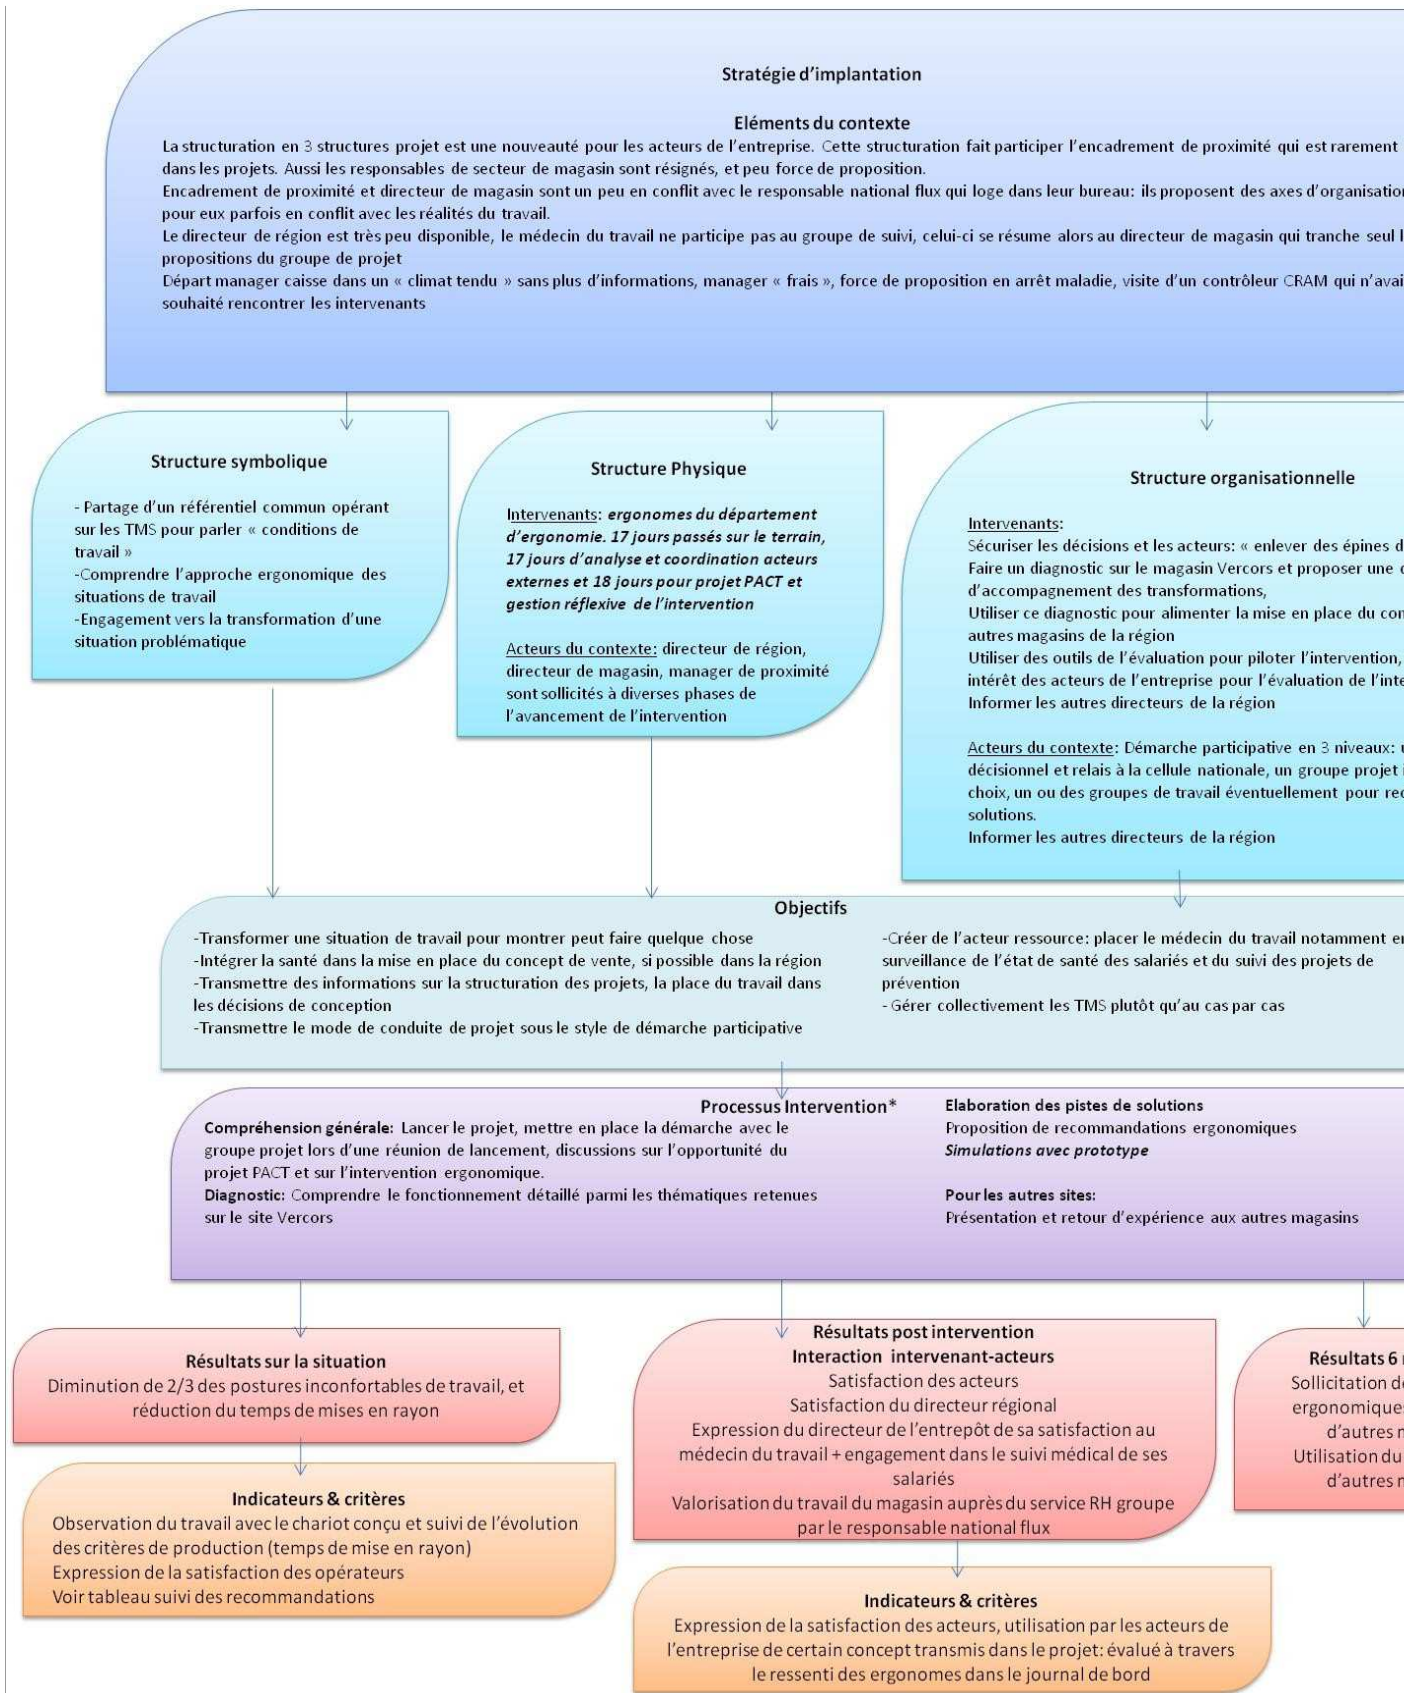 Stratégie d'implantation
Eléments du contexte
La structuration en 3 structures projet est une nouveauté pour les acteurs de l'entreprise. Cette structuration fait participer l'encadrement de proximité qui est rarement
dans les projets. Aussi les responsables de secteur de magasin sont résignés, et peu force de proposition.
Encadrement de proximité et directeur de magasin sont un peu en conflit avec le responsable national flux qui loge dans leur bureau: ils proposent des axes d'organisation
pour eux parfois en conflit avec les réalités du travail.
Le directeur de région est très peu disponible, le médecin du travail ne participe pas au groupe de suivi, celui-ci se résume alors au directeur de magasin qui tranche seul
propositions du groupe de projet
Départ manager caisse dans un « climat tendu » sans plus d'informations, manager « frais », force de proposition en arrêt maladie, visite d'un contrôleur CRAM qui
souhaité rencontrer les intervenants
Structure symbolique
- Partage d'un référentiel commun opérant
sur les TMS pour parler « conditions de
travail »
-Comprendre l'approche ergonomique des
situations de travail
-Engagement vers la transformation d'une
situation problématique
Structure Physique
Intervenants: ergonomes du département
d'ergonomie. 17 jours passés sur le terrain,
17 jours d'analyse et coordination acteurs
externes et 18 jours pour projet PACT et
gestion réflexive de l'intervention
Acteurs du contexte: directeur de région,
directeur de magasin, manager de proximité
sont sollicités à diverses phases de
l'avancement de l'intervention
Structure organisationnelle
Intervenants:
Sécuriser les décisions et les acteurs: « enlever des épines
Faire un diagnostic sur le magasin Vercors et proposer une
d'accompagnement des transformations,
Utiliser ce diagnostic pour alimenter la mise en place du
autres magasins de la région
Utiliser des outils de l'évaluation pour piloter l'intervention,
intérêt des acteurs de l'entreprise pour l'évaluation de
Informer les autres directeurs de la région
Acteurs du contexte: Démarche participative en 3 niveaux:
décisionnel et relais à la cellule nationale, un groupe projet
choix, un ou des groupes de travail éventuellement pour
solutions.
Informer les autres directeurs de la région
Objectifs
-Transformer une situation de travail pour montrer peut faire quelque chose
-Intégrer la santé dans la mise en place du concept de vente, si possible dans la région
-Transmettre des informations sur la structuration des projets, la place du travail dans
les décisions de conception
-Transmettre le mode de conduite de projet sous le style de démarche participative
-Créer de l'acteur ressource: placer le médecin du travail notamment
surveillance de l'état de santé des salariés et du suivi des projets de
prévention
- Gérer collectivement les TMS plutôt qu'au cas par cas
Processus Intervention*
Compréhension générale: Lancer le projet, mettre en place la démarche avec le
groupe projet lors d'une réunion de lancement, discussions sur l'opportunité du
projet PACT et sur l'intervention ergonomique.
Diagnostic: Comprendre le fonctionnement détaillé parmi les thématiques retenues
sur le site Vercors
Elaboration des pistes de solutions
Proposition de recommandations ergonomiques
Simulations avec prototype
Pour les autres sites:
Présentation et retour d'expérience aux autres magasins
Résultats sur la situation
Diminution de 2/3 des postures inconfortables de travail, et
réduction du temps de mises en rayon
Résultats post intervention
Interaction intervenant-acteurs
Satisfaction des acteurs
Satisfaction du directeur régional
Expression du directeur de l'entrepôt de sa satisfaction au
médecin du travail + engagement dans le suivi médical de ses
salariés
Valorisation du travail du magasin auprès du service RH groupe
par le responsable national flux
Résultats 6
Sollicitation
ergonomiques
d'autres
Utilisation du
d'autres
Indicateurs & critères
Observation du travail avec le chariot conçu et suivi de l'évolution
des critères de production (temps de mise en rayon)
Expression de la satisfaction des opérateurs
Voir tableau suivi des recommandations
Indicateurs & critères
Expression de la satisfaction des acteurs, utilisation par les acteurs de
l'entreprise de certain concept transmis dans le projet: évalué à travers
le ressenti des ergonomes dans le journal de bord